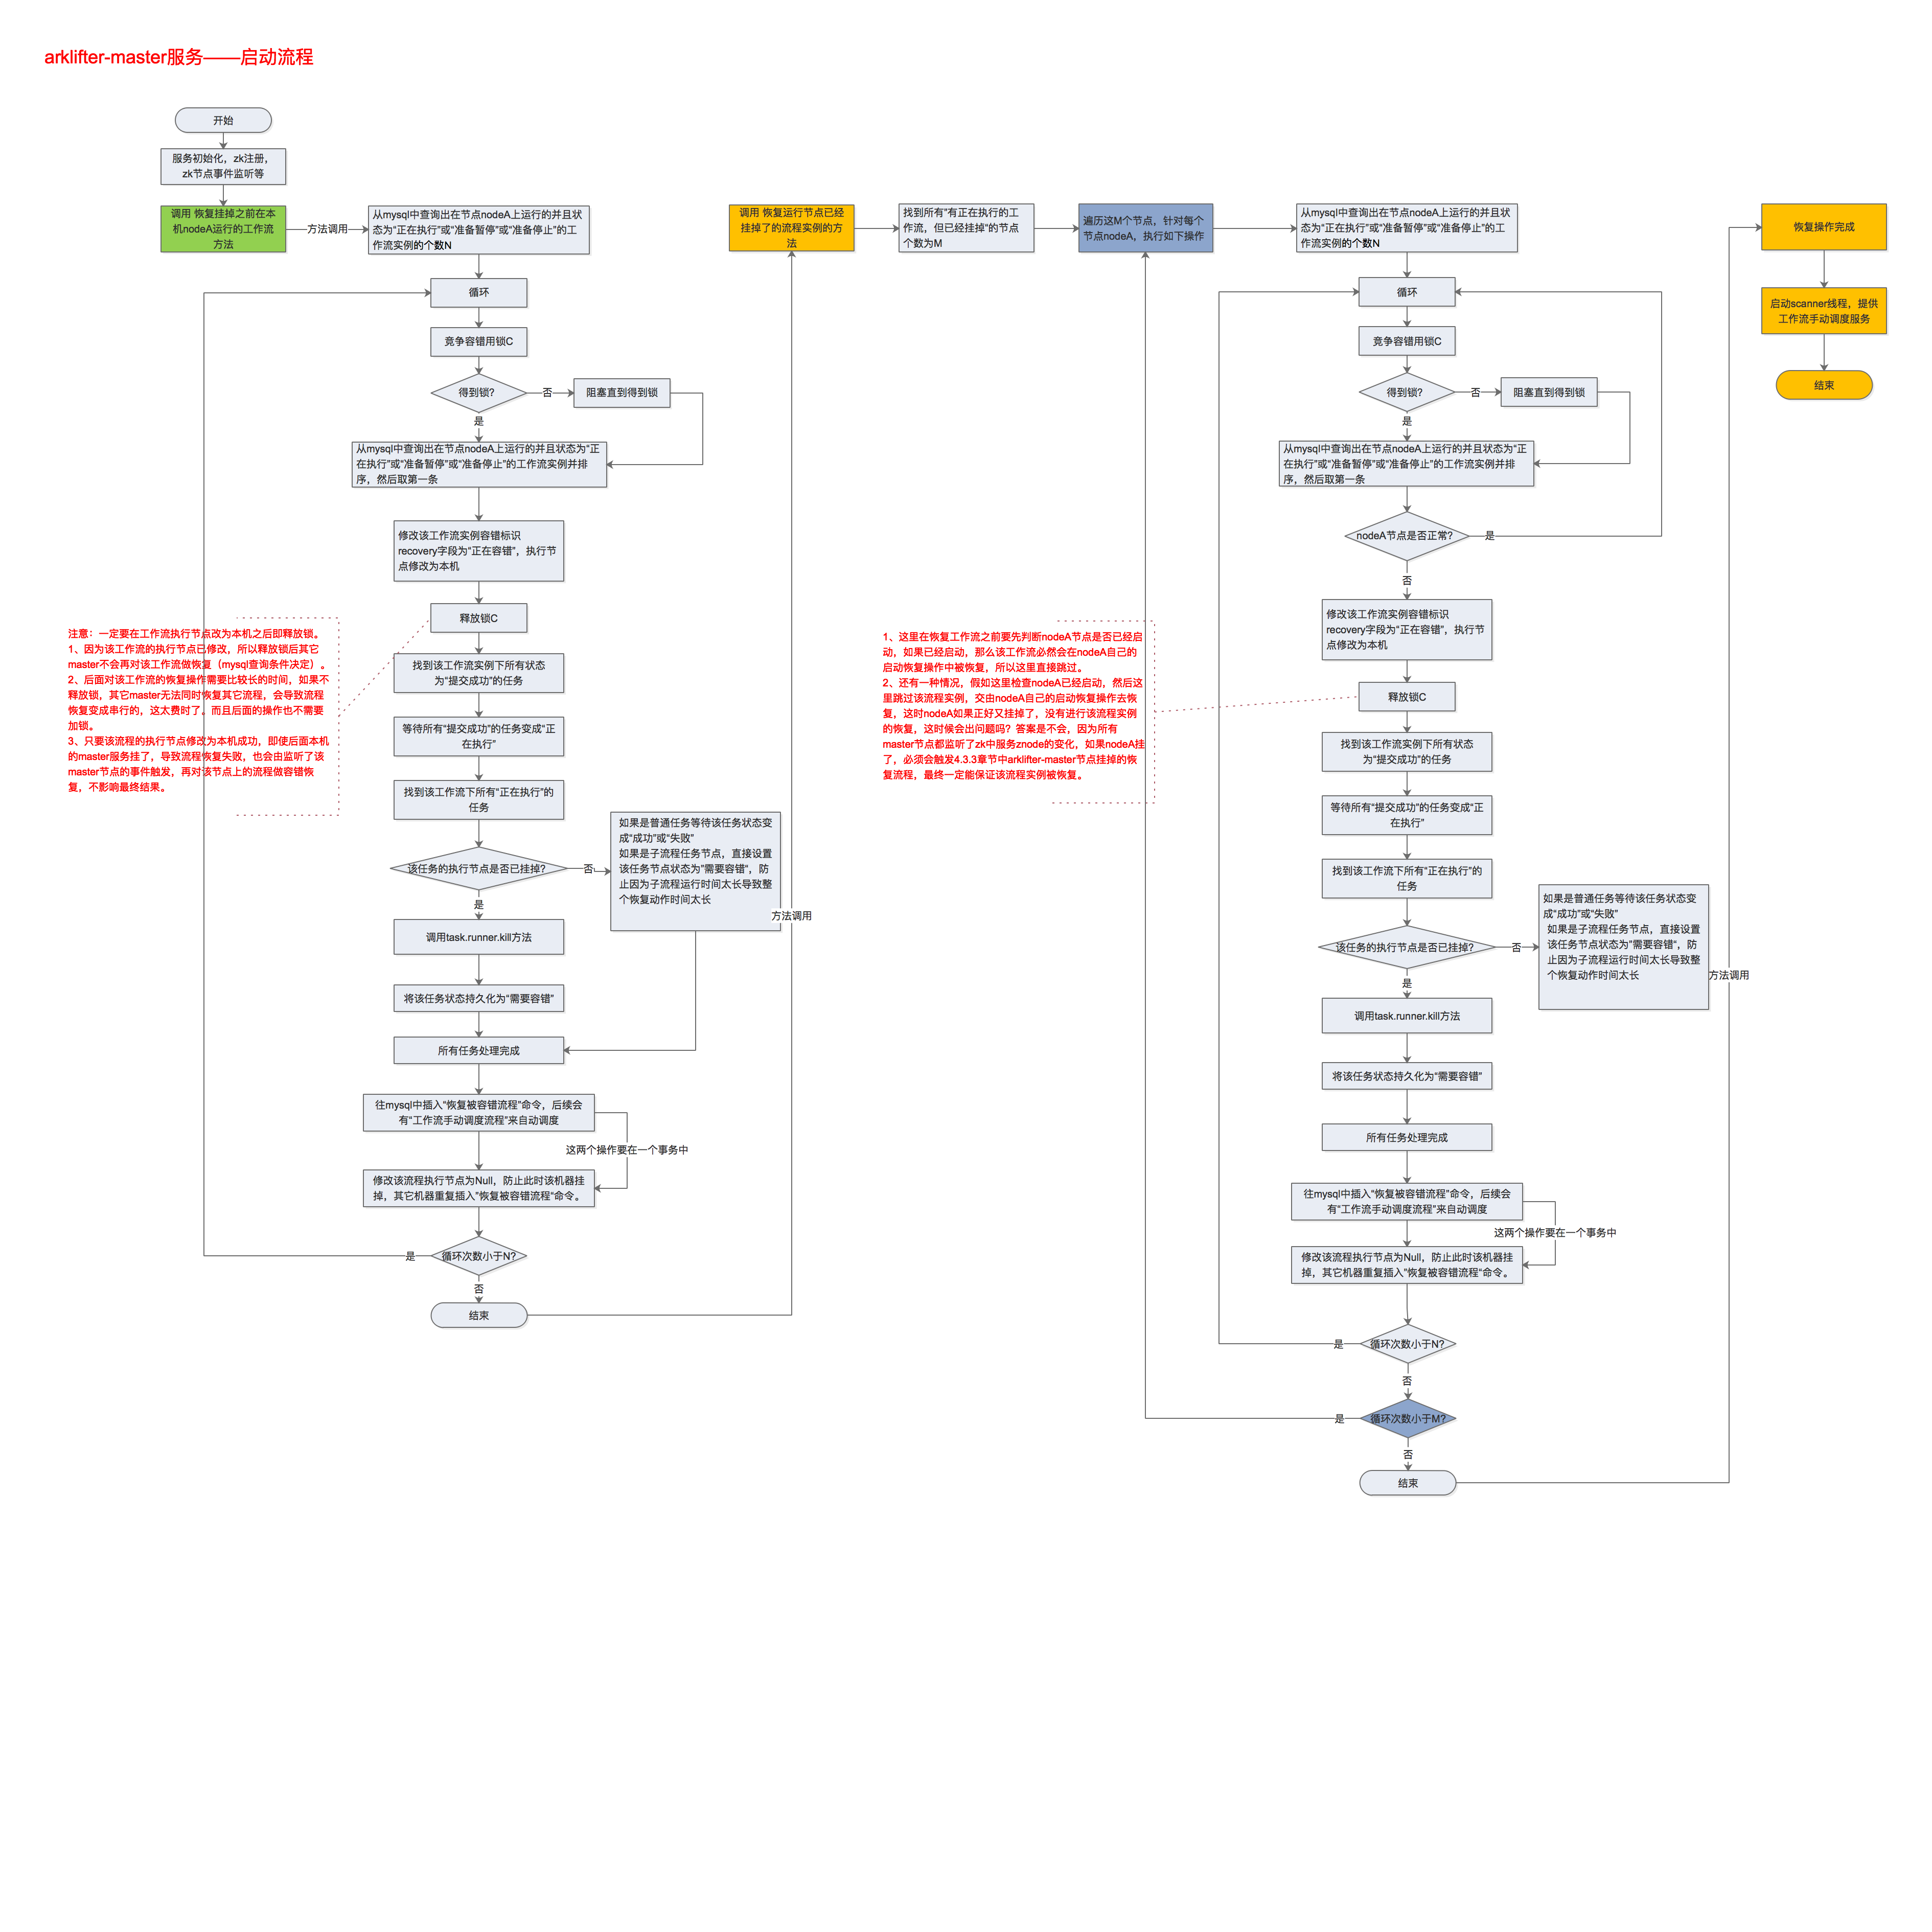 arklifter-master服务——启动流程
开始
服务初始化，zk注册，
zk节点事件监听等
调用 恢复挂掉之前在本
机nodeA运行的工作流
方法
方法调用
从mysql中查询出在节点nodeA上运行的并且状
态为“正在执行”或“准备暂停”或“准备停止”的工
作流实例的个数N
循环
竞争容错用锁C
得到锁?
否
阻塞直到得到锁
是
从mysql中查询出在节点nodeA上运行的并且状态为“正
在执行”或“准备暂停”或“准备停止”的工作流实例并排
序，然后取第一条
修改该工作流实例容错标识
recovery字段为“正在容错”，执行节
点修改为本机
释放锁C
注意：一定要在工作流执行节点改为本机之后即释放锁。
1、因为该工作流的执行节点已修改，所以释放锁后其它
master不会再对该工作流做恢复（mysql查询条件决定）。
2、后面对该工作流的恢复操作需要比较长的时间，如果不
释放锁，其它master无法同时恢复其它流程，会导致流程
恢复变成串行的，这太费时了。而且后面的操作也不需要
加锁。
3、只要该流程的执行节点修改为本机成功，即使后面本机
的master服务挂了，导致流程恢复失败，也会由监听了该
master节点的事件触发，再对该节点上的流程做容错恢
复，不影响最终结果。
找到该工作流实例下所有状态
为“提交成功”的任务
等待所有“提交成功”的任务变成“正
在执行”
找到该工作流下所有“正在执行”的
任务
该任务的执行节点是否已挂掉?
否
如果是普通任务等待该任务状态变
成“成功”或“失败”
如果是子流程任务节点，直接设置
该任务节点状态为”需要容错“，防
止因为子流程运行时间太长导致整
个恢复动作时间太长
是
调用task.runner.kill方法
将该任务状态持久化为“需要容错”
所有任务处理完成
往mysql中插入“恢复被容错流程”命令，后续会
有“工作流手动调度流程”来自动调度
这两个操作要在一个事务中
修改该流程执行节点为Null，防止此时该机器挂
掉，其它机器重复插入”恢复被容错流程“命令。
循环次数小于N?
是
否
结束
方法调用
调用 恢复运行节点已经
挂掉了的流程实例的方
法
找到所有”有正在执行的工
作流，但已经挂掉“的节点
个数为M
遍历这M个节点，针对每个
节点nodeA，执行如下操作
从mysql中查询出在节点nodeA上运行的并且状
态为“正在执行”或“准备暂停”或“准备停止”的工
作流实例的个数N
循环
竞争容错用锁C
得到锁?
否
阻塞直到得到锁
是
从mysql中查询出在节点nodeA上运行的并且状态为“正
在执行”或“准备暂停”或“准备停止”的工作流实例并排
序，然后取第一条
nodeA节点是否正常?
是
否
修改该工作流实例容错标识
recovery字段为“正在容错”，执行节
点修改为本机
释放锁C
1、这里在恢复工作流之前要先判断nodeA节点是否已经启
动，如果已经启动，那么该工作流必然会在nodeA自己的
启动恢复操作中被恢复，所以这里直接跳过。
2、还有一种情况，假如这里检查nodeA已经启动，然后这
里跳过该流程实例，交由nodeA自己的启动恢复操作去恢
复，这时nodeA如果正好又挂掉了，没有进行该流程实例
的恢复，这时候会出问题吗？答案是不会，因为所有
master节点都监听了zk中服务znode的变化，如果nodeA挂
了，必须会触发4.3.3章节中arklifter-master节点挂掉的恢
复流程，最终一定能保证该流程实例被恢复。
找到该工作流实例下所有状态
为“提交成功”的任务
等待所有“提交成功”的任务变成“正
在执行”
找到该工作流下所有“正在执行”的
任务
该任务的执行节点是否已挂掉?
否
如果是普通任务等待该任务状态变
成“成功”或“失败”
如果是子流程任务节点，直接设置
该任务节点状态为”需要容错“，防
止因为子流程运行时间太长导致整
个恢复动作时间太长
是
调用task.runner.kill方法
将该任务状态持久化为“需要容错”
所有任务处理完成
往mysql中插入“恢复被容错流程”命令，后续会
有“工作流手动调度流程”来自动调度
这两个操作要在一个事务中
修改该流程执行节点为Null，防止此时该机器挂
掉，其它机器重复插入”恢复被容错流程“命令。
循环次数小于N?
是
否
循环次数小于M?
是
否
结束
方法调用
恢复操作完成
启动scanner线程，提供
工作流手动调度服务
结束